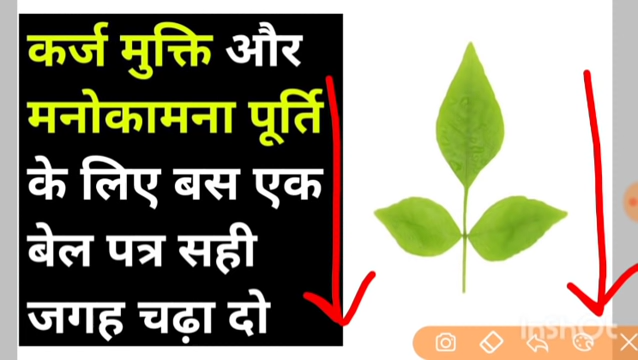 कर्ज मुक्ति और
मनोकामना पूर्ति
के लिए बस एक
बेल पत्र सही
जगह चढ़ा दो
InShOt